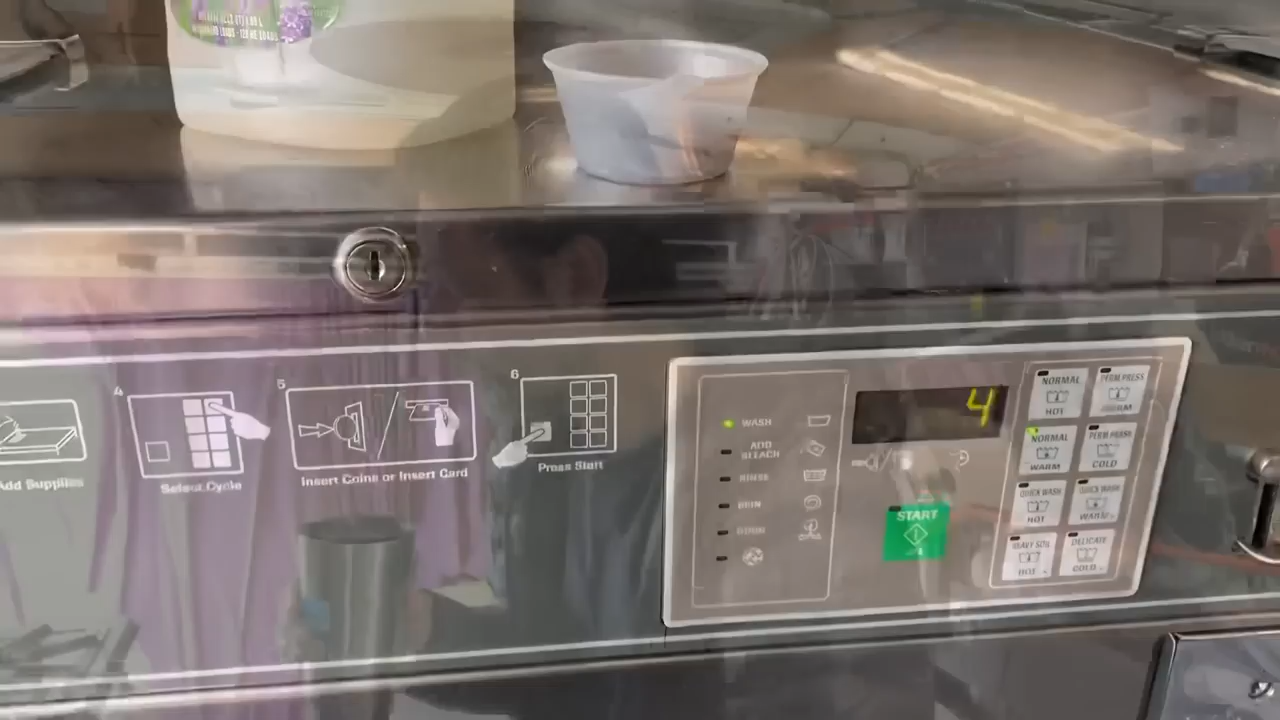 4
Add Supplies
Select Cycle
5
Insert Coins or Insert Card
6
Press Start
WASH
ADD
BLEACH
RINSE
4
START
NORMAL
HOT
PERM PRESS
WARM
NORMAL
WARM
PERM PRESS
COLD
QUICK WASH
HOT
QUICK WASH
WARM
HEAVY SOIL
HOT
DELICATE
COLD